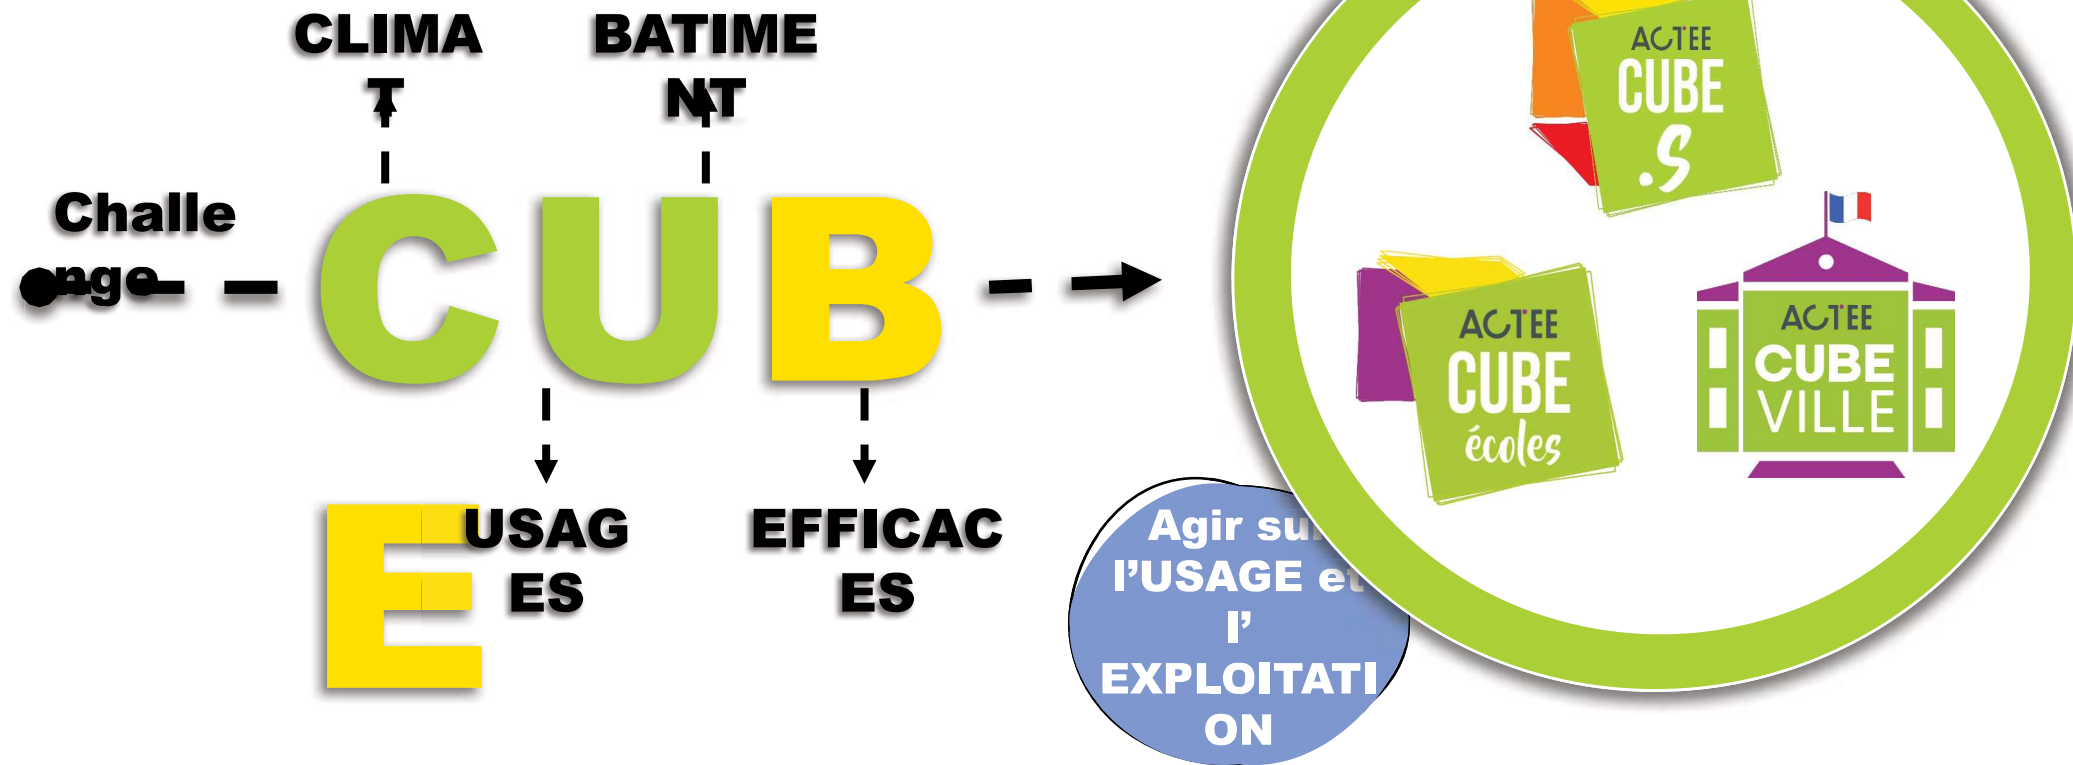 CLIMA
T
BATIME
NT
Challe
nge
CUB
E
USAG
ES
EFFICAC
ES
Agir sur
l’USAGE et
l’
EXPLOITATI
ON
ACTEE
CUBE
.S
ACTEE
CUBE
écoles
ACTEE
CUBE
VILLE